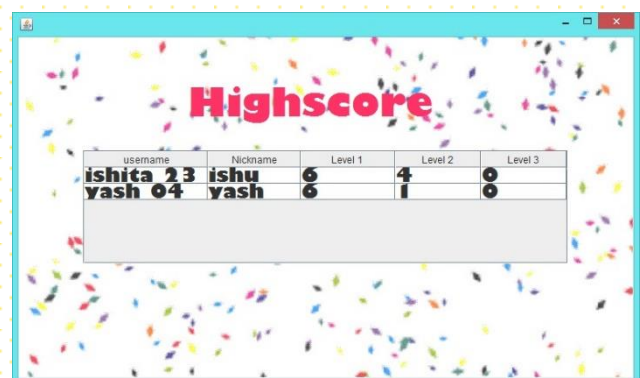 Highscore
username Nickname Level 1 Level 2 Level 3
ishita 23 ishu 6 4 0
yash 04 yash 6 1 0